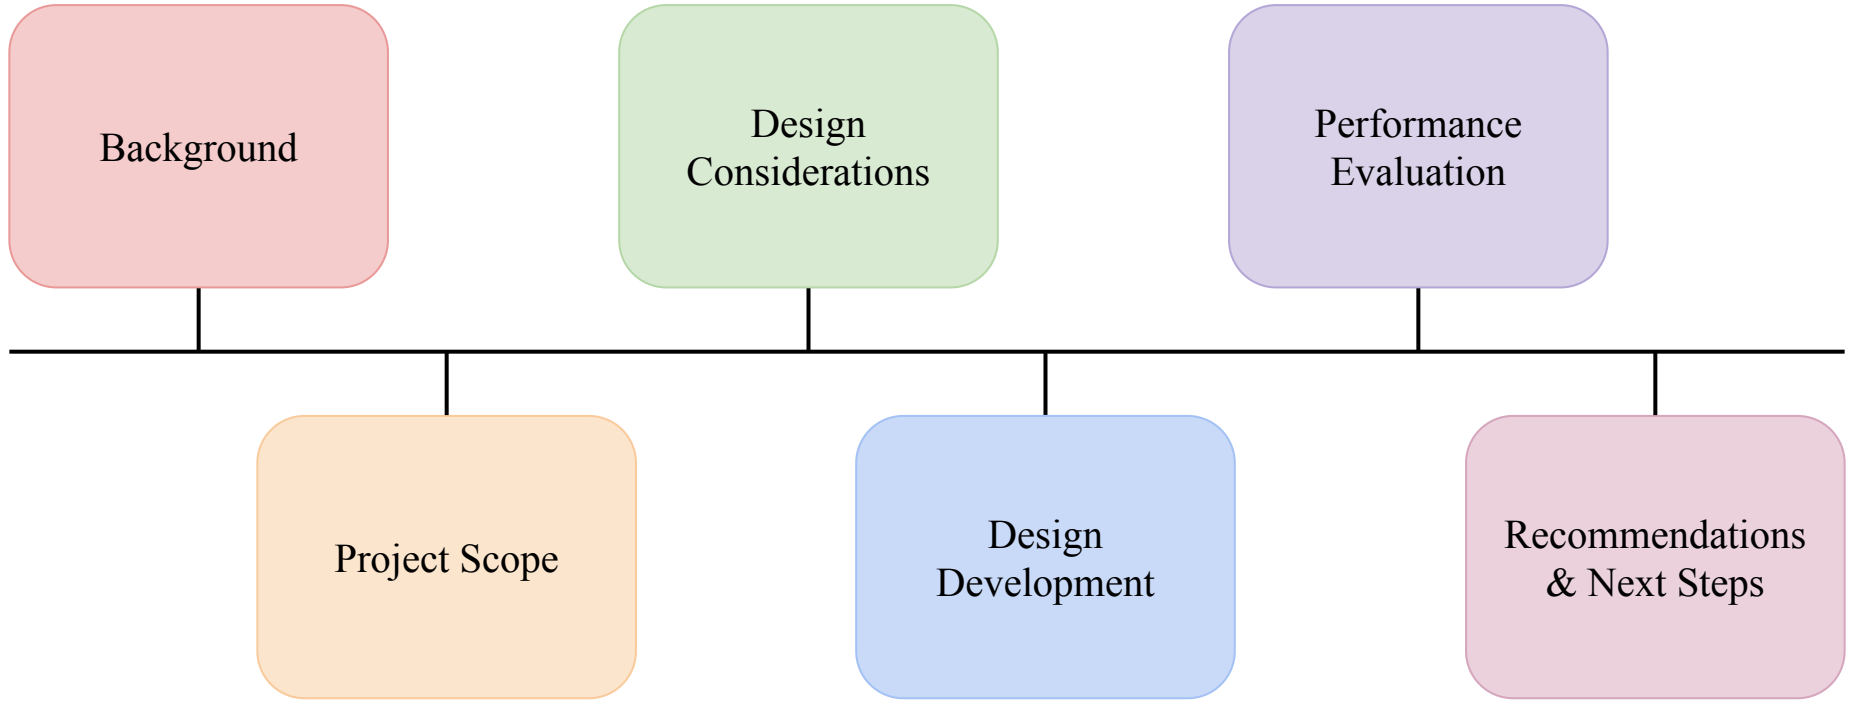 Background
Project Scope
Design
Considerations
Design
Development
Performance
Evaluation
Recommendations
& Next Steps